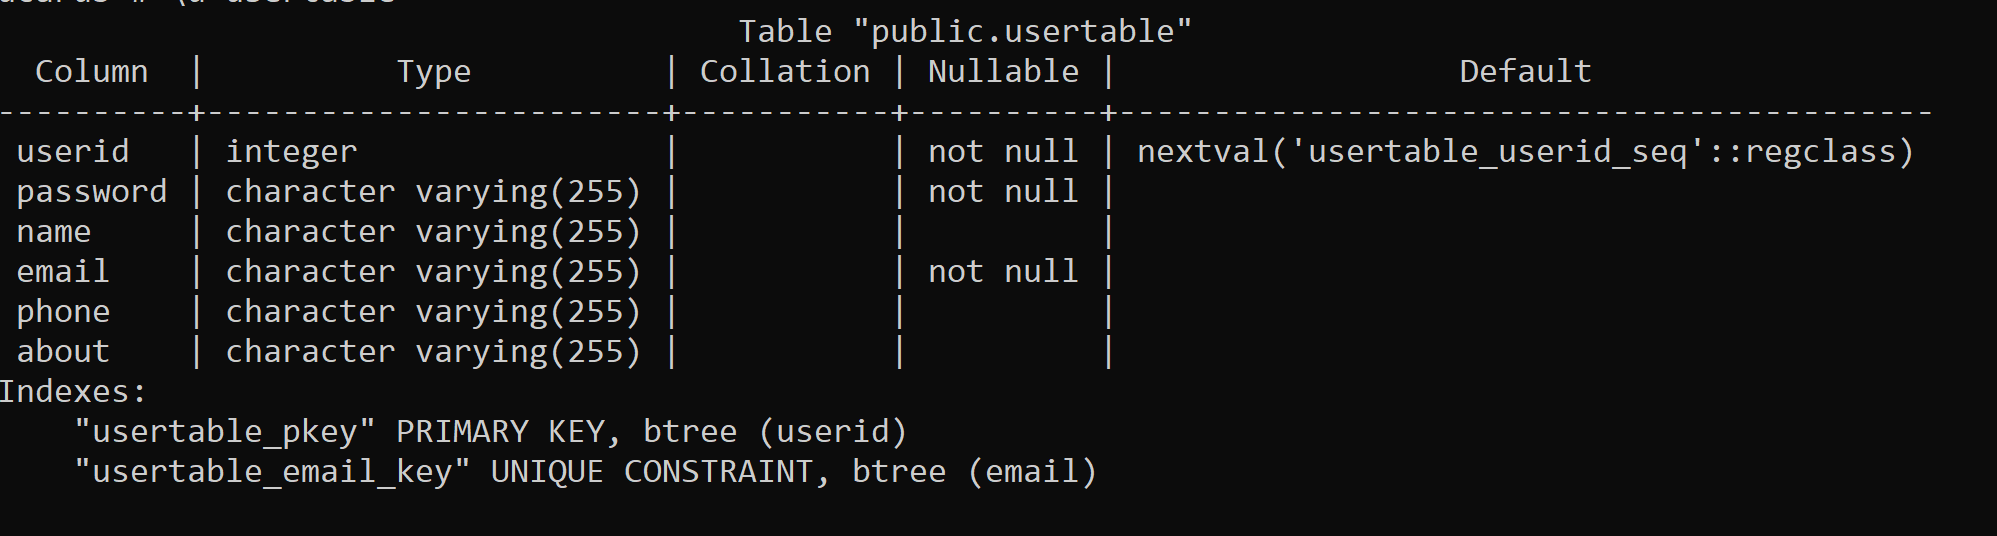 Table "public.usertable"
  Column  |          Type          | Collation | Nullable |                     Default
----------+------------------------+-----------+----------+-------------------------------------------
 userid   | integer                |           | not null | nextval('usertable_userid_seq'::regclass)
 password | character varying(255) |           | not null |
 name     | character varying(255) |           |          |
 email    | character varying(255) |           | not null |
 phone    | character varying(255) |           |          |
 about    | character varying(255) |           |          |
Indexes:
    "usertable_pkey" PRIMARY KEY, btree (userid)
    "usertable_email_key" UNIQUE CONSTRAINT, btree (email)